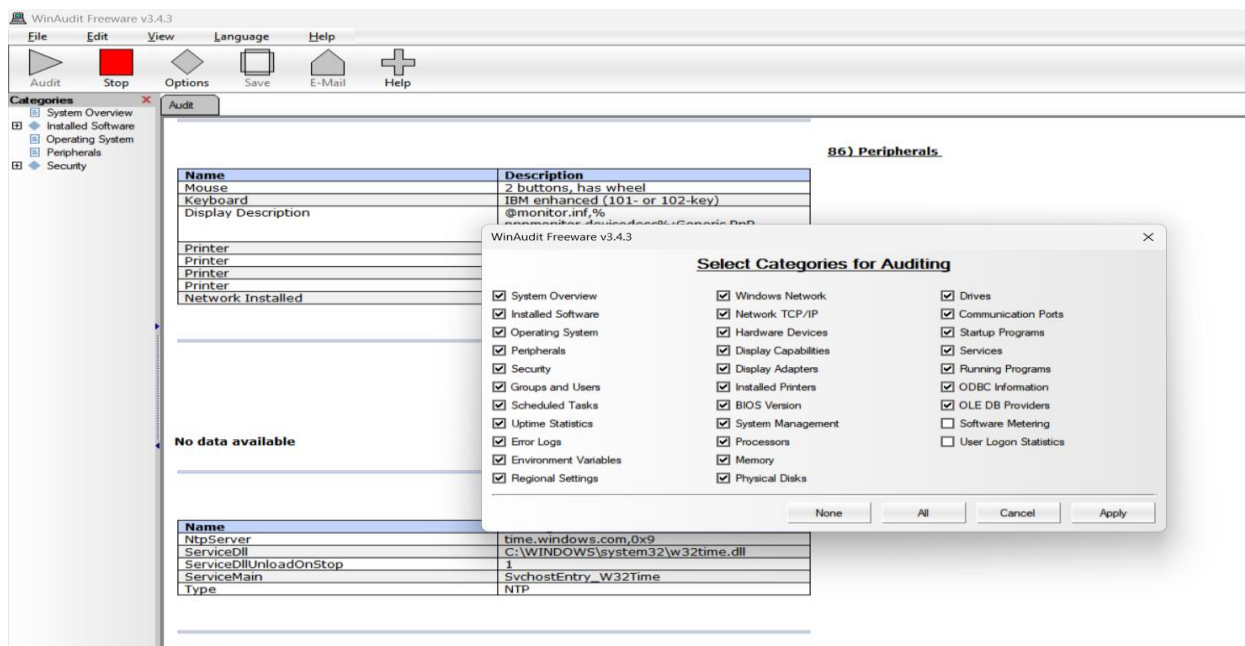 WinAudit Freeware v3.4.3
File Edit View Language Help
Audit Stop Options Save E-Mail Help
Categories
System Overview
Installed Software
Operating System
Peripherals
Security
Audit
86) Peripherals
Name Description
Mouse 2 buttons, has wheel
Keyboard IBM enhanced (101- or 102-key)
Display Description @monitor.inf,%
Printer
Printer
Printer
Printer
Network Installed
No data available
Name
NtpServer time.windows.com,0x9
ServiceDll C:\WINDOWS\system32\w32time.dll
ServiceDllUnloadOnStop 1
ServiceMain SvchostEntry_W32Time
Type NTP
WinAudit Freeware v3.4.3
Select Categories for Auditing
System Overview Windows Network Drives
Installed Software Network TCP/IP Communication Ports
Operating System Hardware Devices Startup Programs
Peripherals Display Capabilities Services
Security Display Adapters Running Programs
Groups and Users Installed Printers ODBC Information
Scheduled Tasks BIOS Version OLE DB Providers
Uptime Statistics System Management Software Metering
Error Logs Processors User Logon Statistics
Environment Variables Memory
Regional Settings Physical Disks
None All Cancel Apply